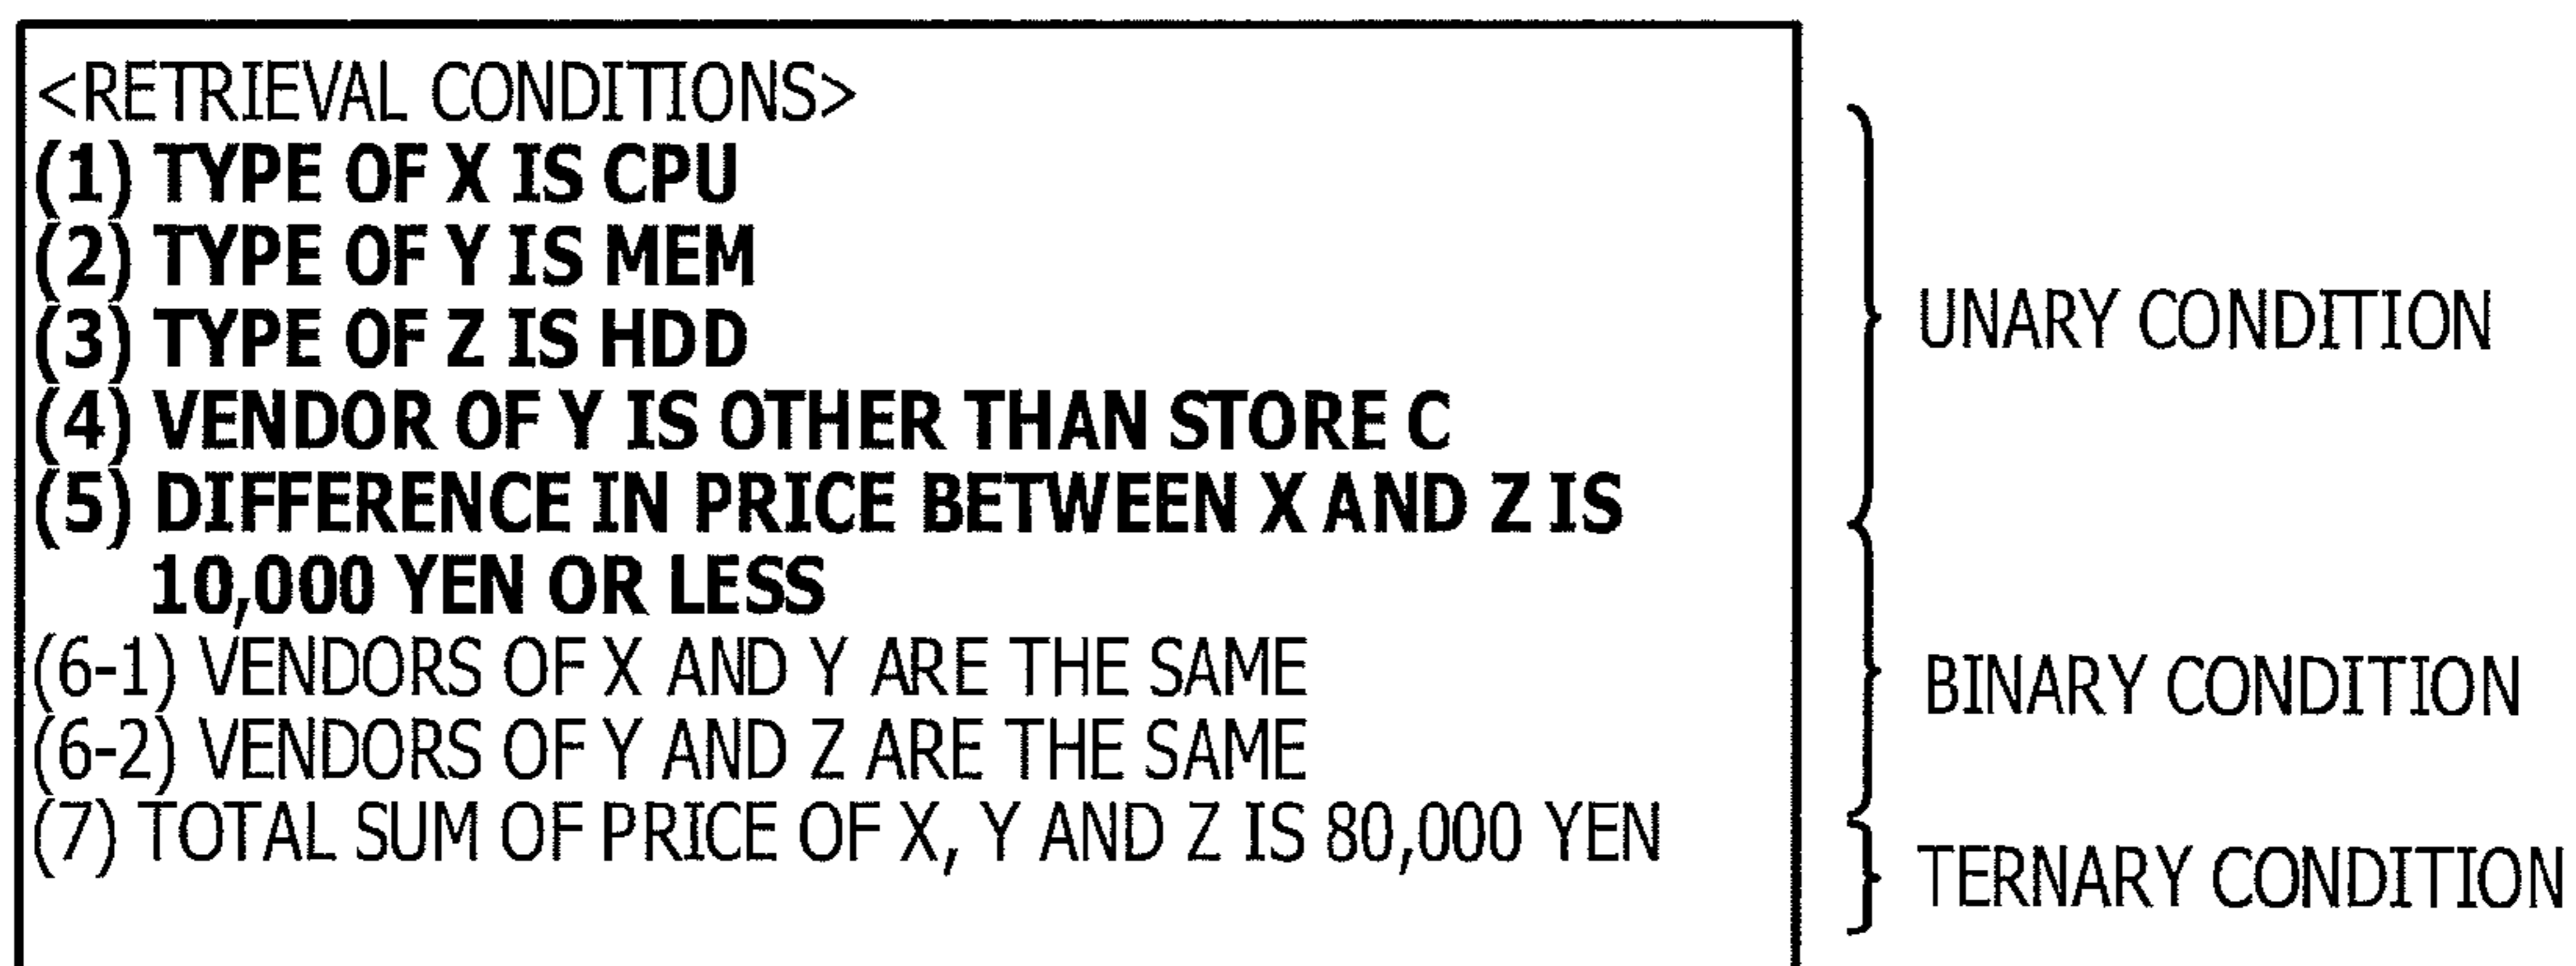 <RETRIEVAL CONDITIONS>
(1) TYPE OF X IS CPU
(2) TYPE OF Y IS MEM
(3) TYPE OF Z IS HDD
(4) VENDOR OF Y IS OTHER THAN STORE C
(5) DIFFERENCE IN PRICE BETWEEN X AND Z IS
10,000 YEN OR LESS
(6-1) VENDORS OF X AND Y ARE THE SAME
(6-2) VENDORS OF Y AND Z ARE THE SAME
(7) TOTAL SUM OF PRICE OF X, Y AND Z IS 80,000 YEN
UNARY CONDITION
BINARY CONDITION
TERNARY CONDITION